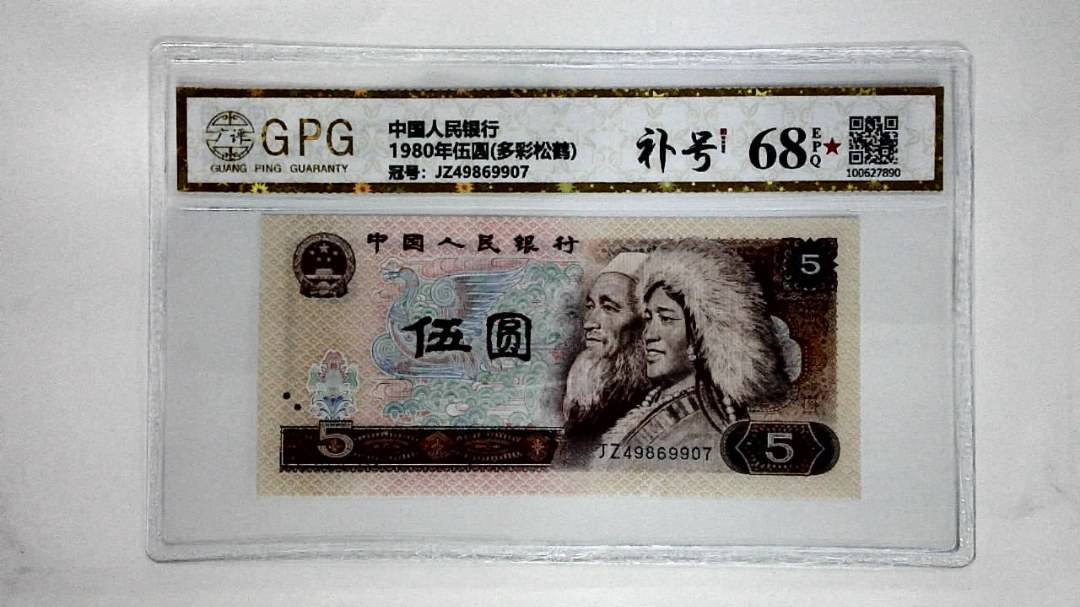 广评
GPG
GUANG PING GUARANTY
中国人民银行
1980年伍圆(多彩松鹤)
冠号：JZ49869907
补号
68
EPQ
100627890
中国人民银行
5
伍圆
5
JZ49869907
5